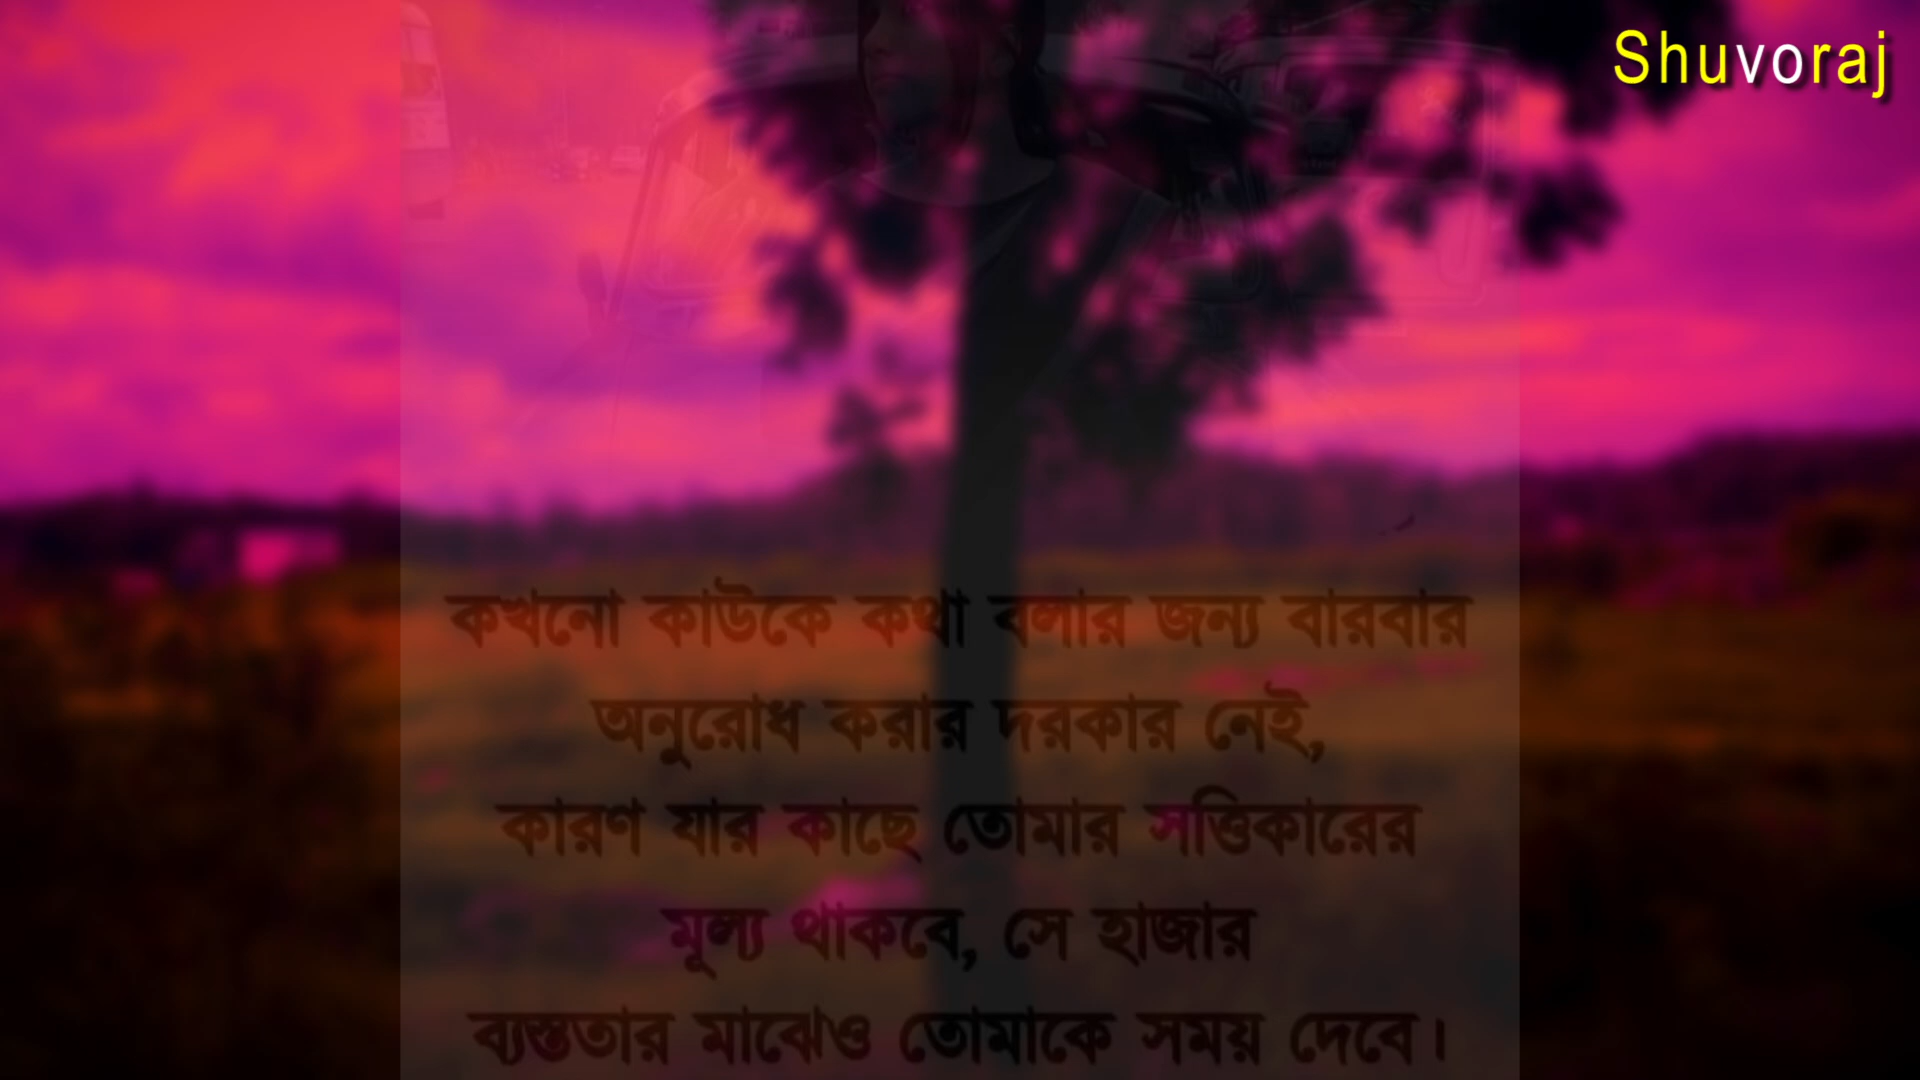 Shuvoraj
কখনো কাউকে কথা বলার জন্য বারবার
অনুরোধ করার দরকার নেই,
কারণ যার কাছে তোমার সত্তিকারের
মূল্য থাকবে, সে হাজার
ব্যস্ততার মাঝেও তোমাকে সময় দেবে।